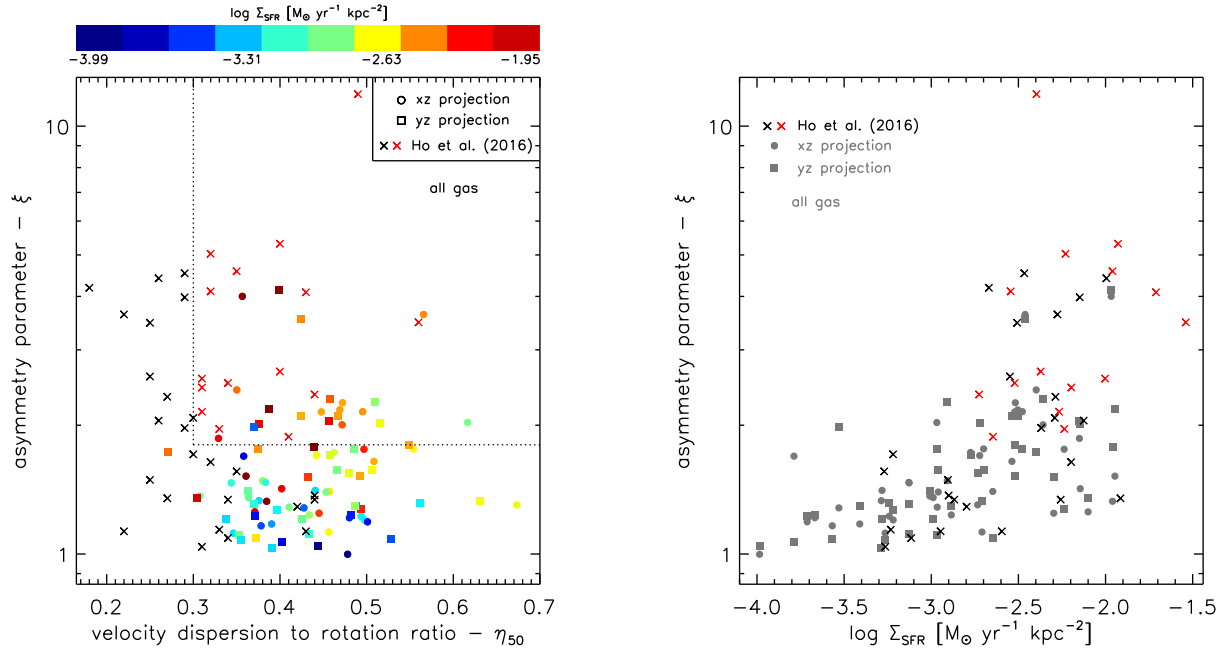 log Σ_SFR [M⊙ yr⁻¹ kpc⁻²]
−3.99 −3.31 −2.63 −1.95
xz projection
yz projection
Ho et al. (2016)
all gas
10
1
asymmetry parameter − ξ
0.2 0.3 0.4 0.5 0.6 0.7
velocity dispersion to rotation ratio − η₅₀
Ho et al. (2016)
xz projection
yz projection
all gas
10
1
asymmetry parameter − ξ
−4.0 −3.5 −3.0 −2.5 −2.0 −1.5
log Σ_SFR [M⊙ yr⁻¹ kpc⁻²]